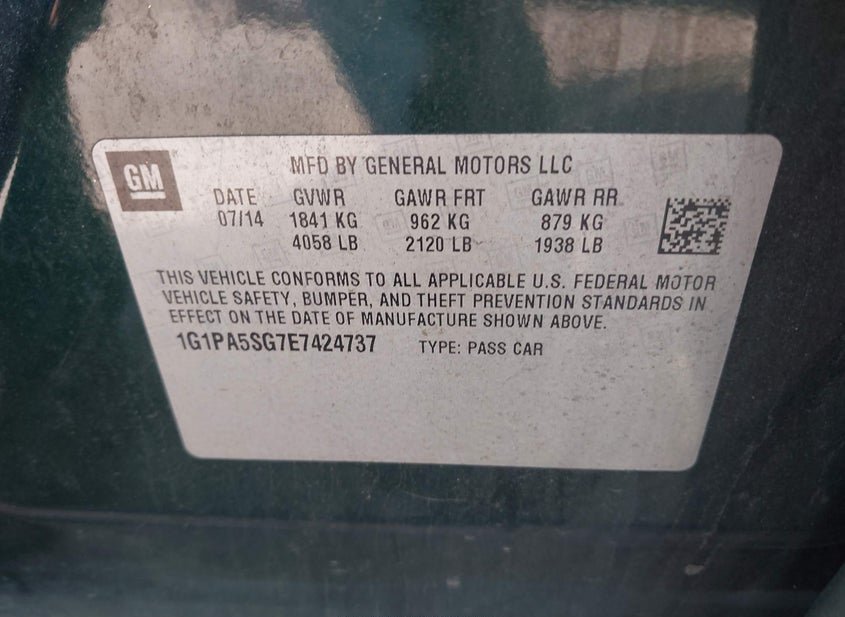 GM
MFD BY GENERAL MOTORS LLC
DATE GVWR GAWR FRT GAWR RR
07/14 1841 KG 962 KG 879 KG
4058 LB 2120 LB 1938 LB
THIS VEHICLE CONFORMS TO ALL APPLICABLE U.S. FEDERAL MOTOR
VEHICLE SAFETY, BUMPER, AND THEFT PREVENTION STANDARDS IN
EFFECT ON THE DATE OF MANUFACTURE SHOWN ABOVE.
1G1PA5SG7E7424737 TYPE: PASS CAR